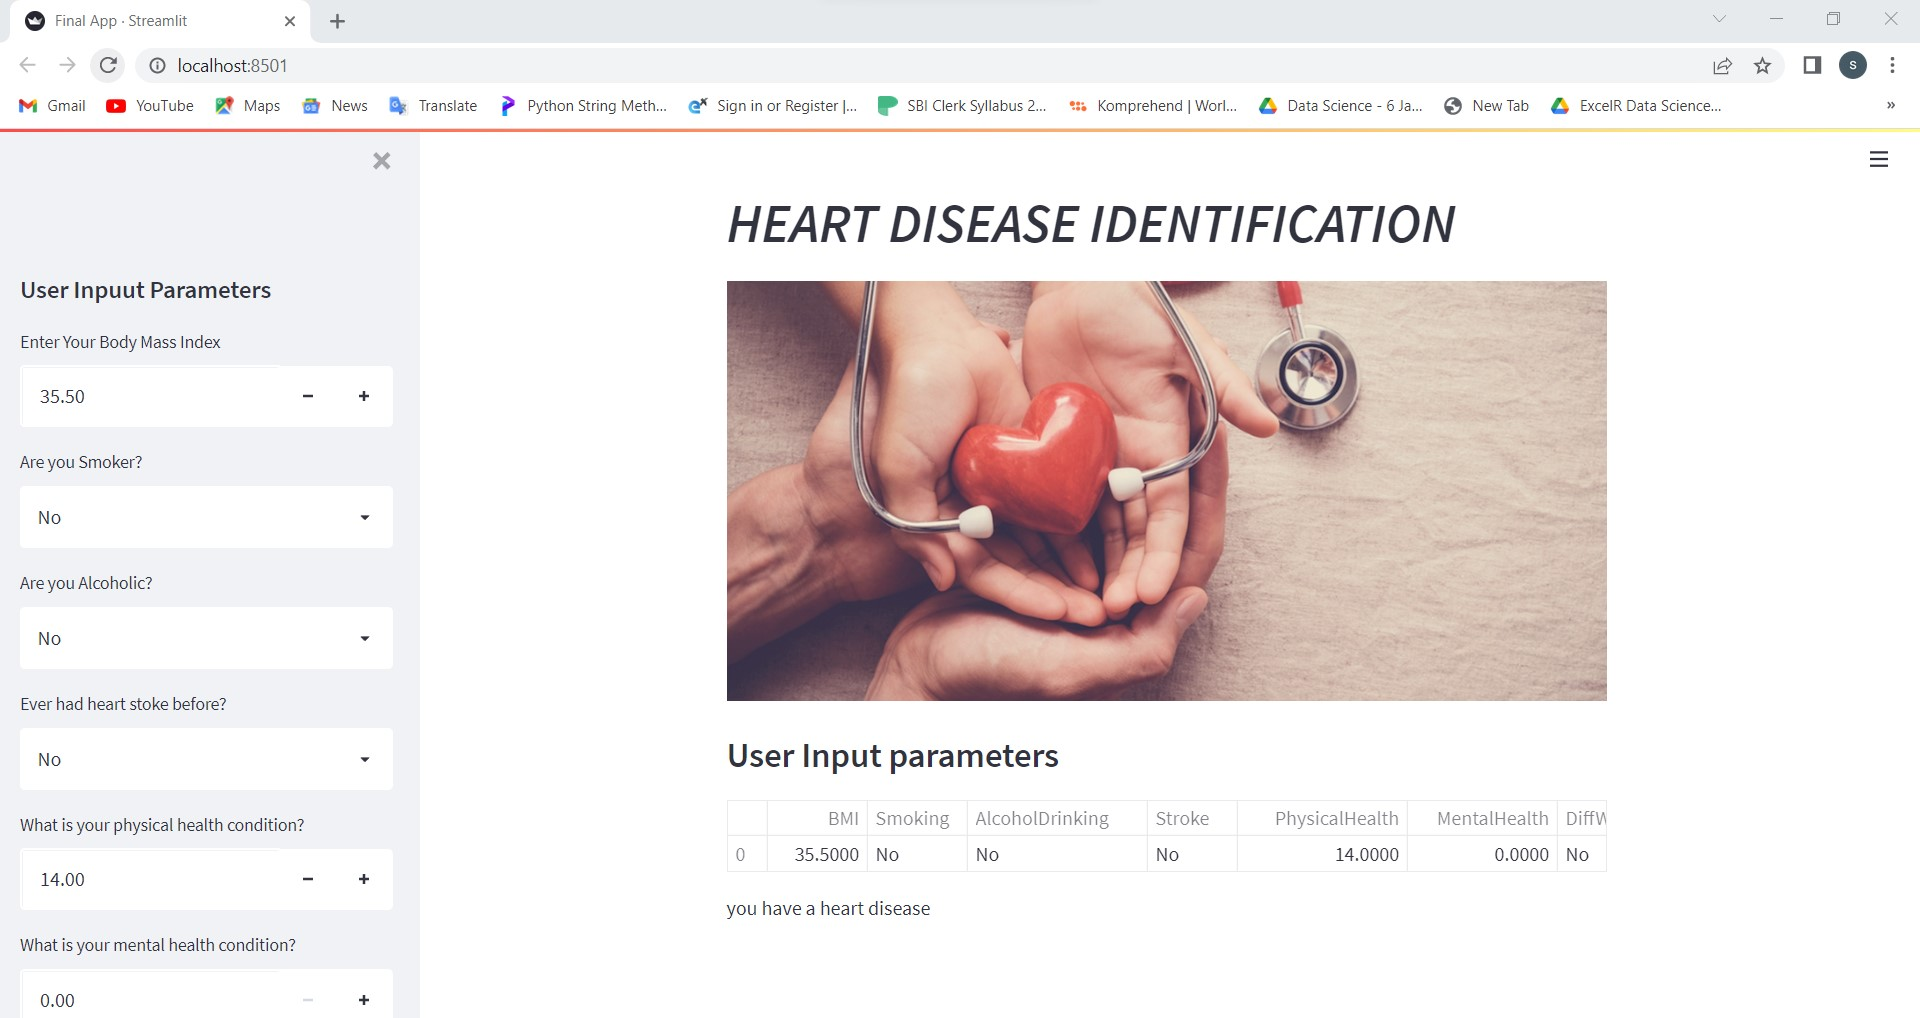 Final App · Streamlit
localhost:8501
s
Gmail YouTube Maps News Translate Python String Meth... Sign in or Register |... SBI Clerk Syllabus 2... Komprehend | Worl... Data Science - 6 Ja... New Tab ExcelR Data Science... »
User Inpuut Parameters
Enter Your Body Mass Index
35.50 - +
Are you Smoker?
No
Are you Alcoholic?
No
Ever had heart stoke before?
No
What is your physical health condition?
14.00 - +
What is your mental health condition?
0.00 - +
HEART DISEASE IDENTIFICATION
User Input parameters
BMI Smoking AlcoholDrinking Stroke PhysicalHealth MentalHealth DiffW
0 35.5000 No No No 14.0000 0.0000 No
you have a heart disease